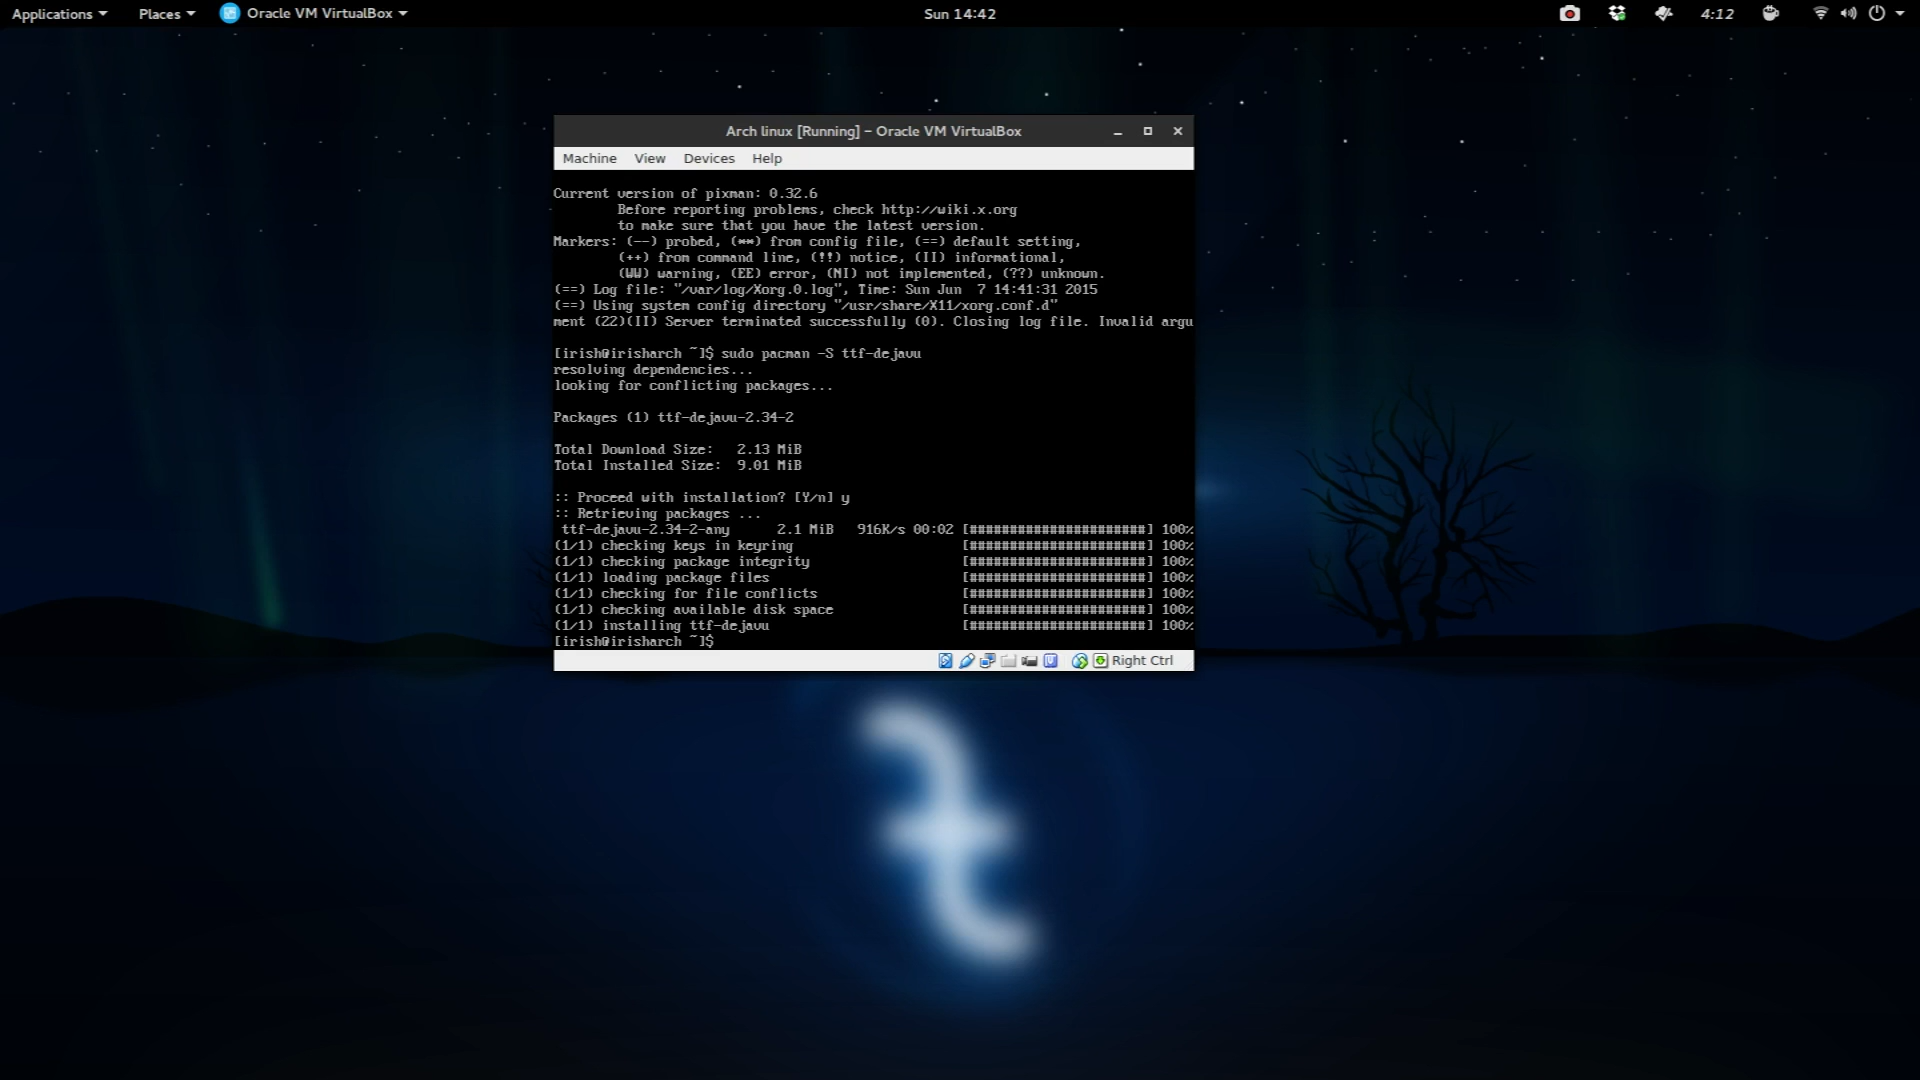 Applications Places Oracle VM VirtualBox Sun 14:42 4:12
Arch linux [Running] - Oracle VM VirtualBox
Machine View Devices Help
Current version of pixman: 0.32.6
Before reporting problems, check http://wiki.x.org
to make sure that you have the latest version.
Markers: (--) probed, (**) from config file, (==) default setting,
(++) from command line, (!!) notice, (II) informational,
(WW) warning, (EE) error, (NI) not implemented, (??) unknown.
(==) Log file: "/var/log/Xorg.0.log", Time: Sun Jun  7 14:41:31 2015
(==) Using system config directory "/usr/share/X11/xorg.conf.d"
ment (22)(II) Server terminated successfully (0). Closing log file. Invalid argu
[irish@irisharch ~]$ sudo pacman -S ttf-dejavu
resolving dependencies...
looking for conflicting packages...
Packages (1) ttf-dejavu-2.34-2
Total Download Size:   2.13 MiB
Total Installed Size:  9.01 MiB
:: Proceed with installation? [Y/n] y
:: Retrieving packages ...
ttf-dejavu-2.34-2-any      2.1 MiB   916K/s 00:02 [######################] 100%
(1/1) checking keys in keyring                     [######################] 100%
(1/1) checking package integrity                   [######################] 100%
(1/1) loading package files                        [######################] 100%
(1/1) checking for file conflicts                  [######################] 100%
(1/1) checking available disk space                [######################] 100%
(1/1) installing ttf-dejavu                        [######################] 100%
[irish@irisharch ~]$
Right Ctrl